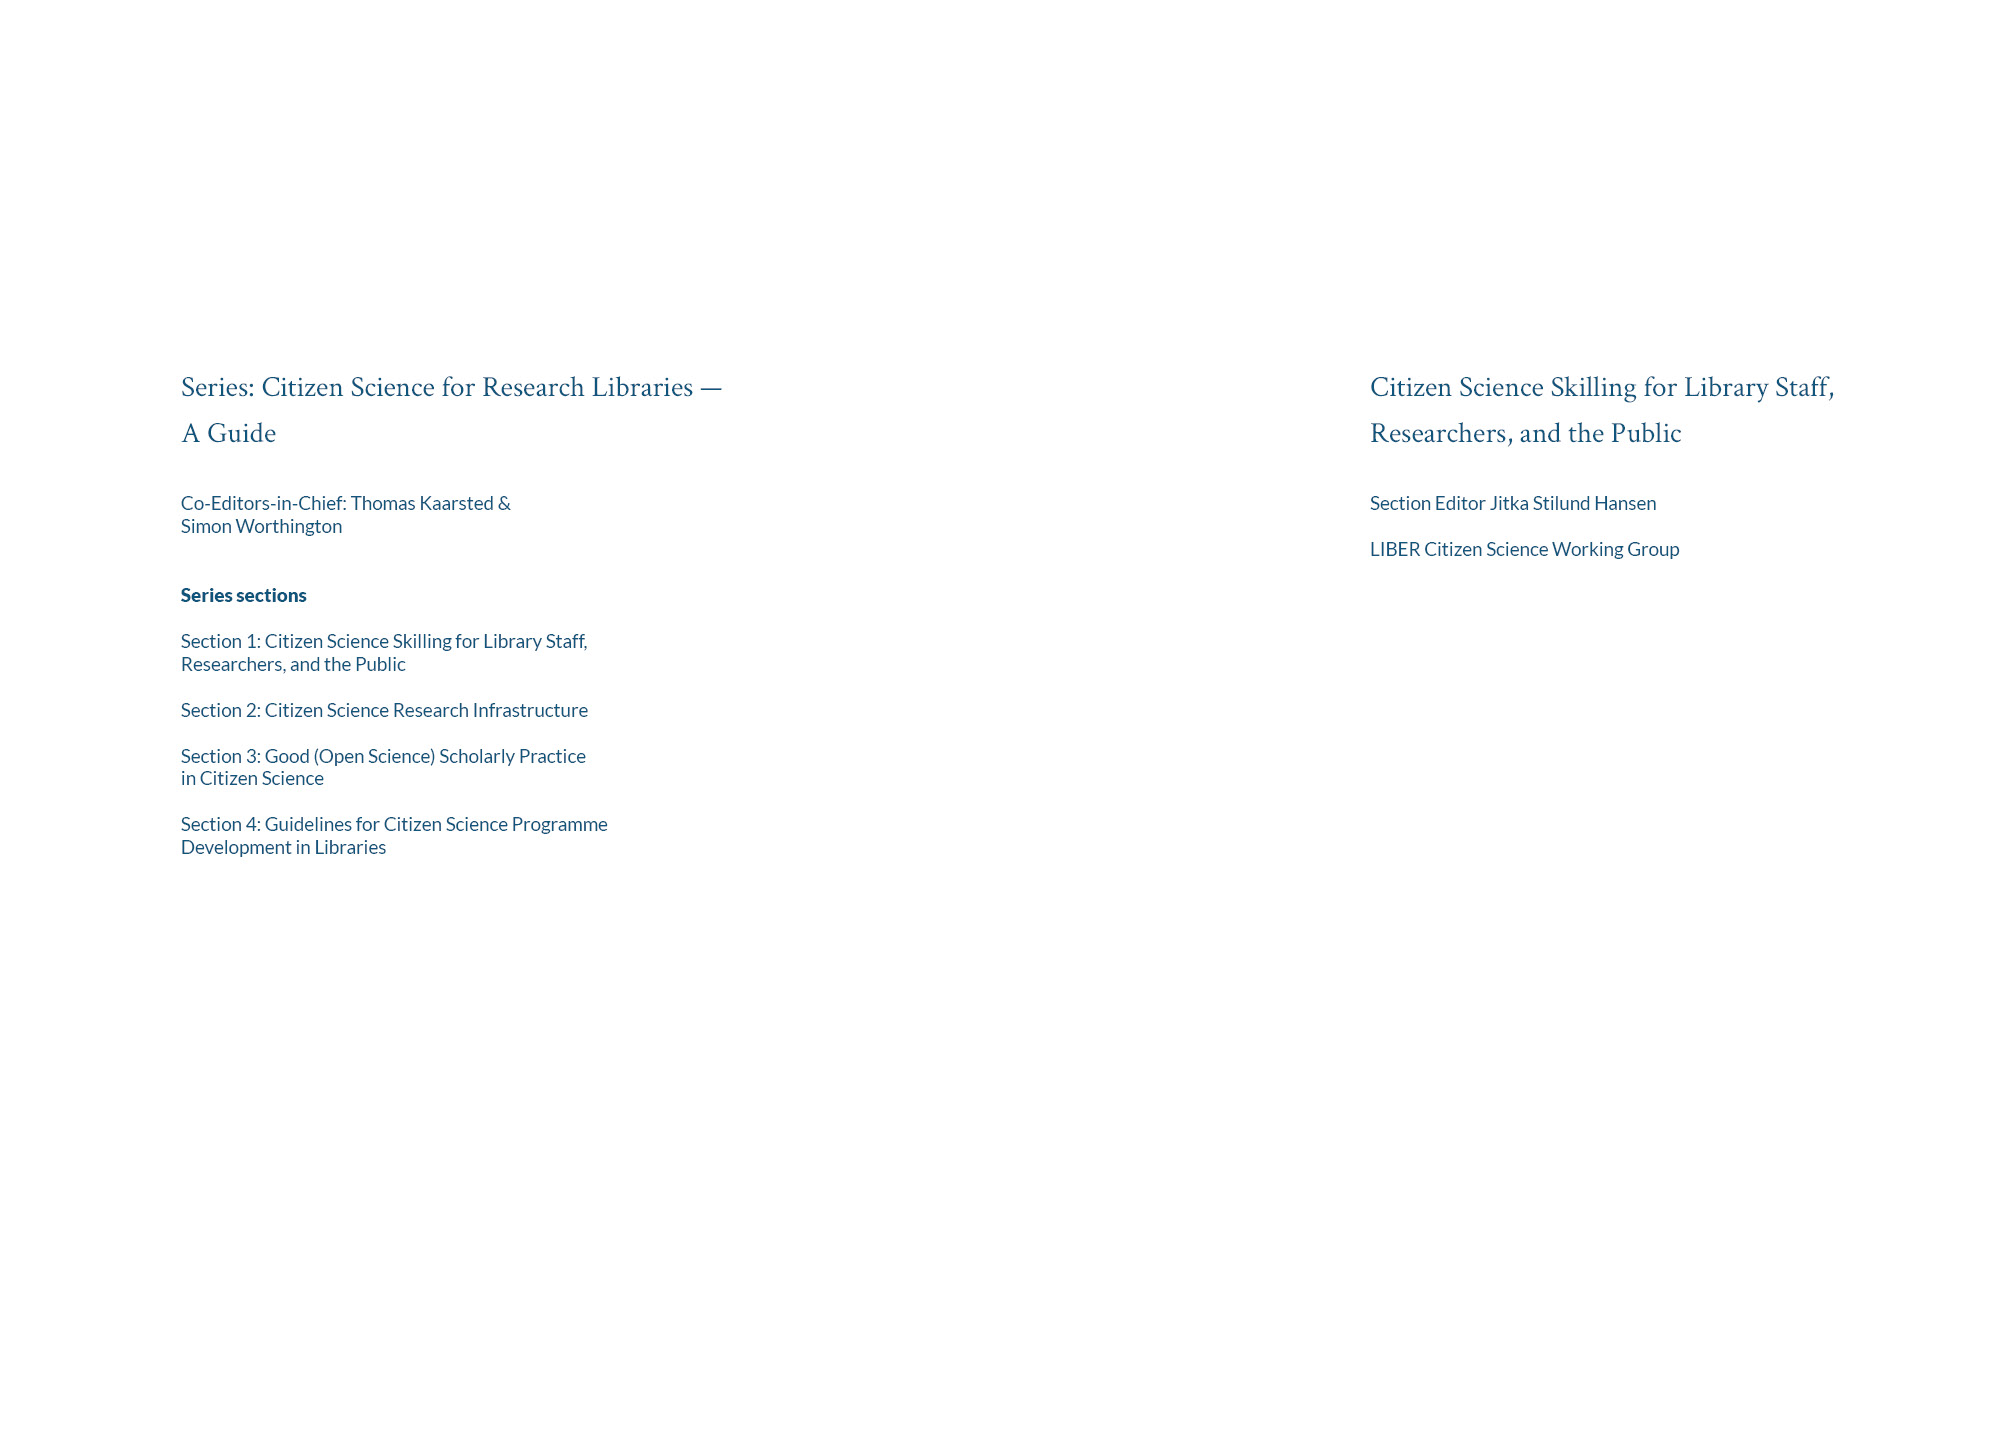 Series: Citizen Science for Research Libraries —
A Guide
Co-Editors-in-Chief: Thomas Kaarsted &
Simon Worthington
Series sections
Section 1: Citizen Science Skilling for Library Staff,
Researchers, and the Public
Section 2: Citizen Science Research Infrastructure
Section 3: Good (Open Science) Scholarly Practice
in Citizen Science
Section 4: Guidelines for Citizen Science Programme
Development in Libraries
Citizen Science Skilling for Library Staff,
Researchers, and the Public
Section Editor Jitka Stilund Hansen
LIBER Citizen Science Working Group